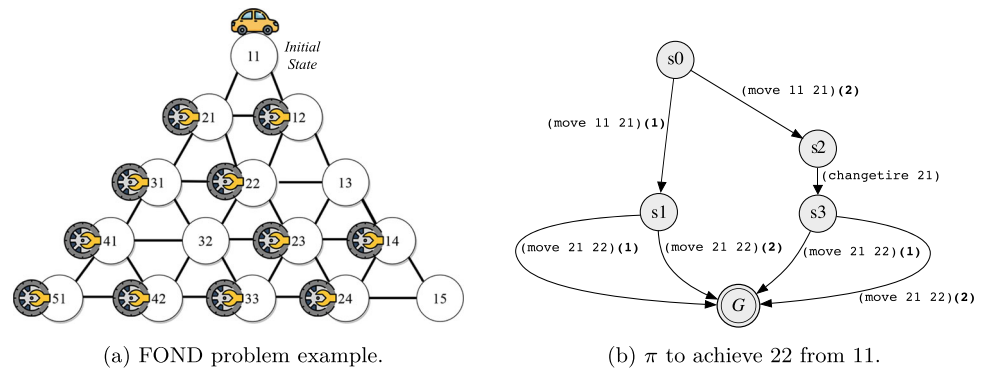 11
Initial
State
21
12
31
22
13
41
32
23
14
51
42
33
24
15
(a) FOND problem example.
s0
(move 11 21)(2)
(move 11 21)(1)
s2
(changetire 21)
s1
s3
(move 21 22)(1)
(move 21 22)(2)
(move 21 22)(1)
(move 21 22)(2)
G
(b) π to achieve 22 from 11.